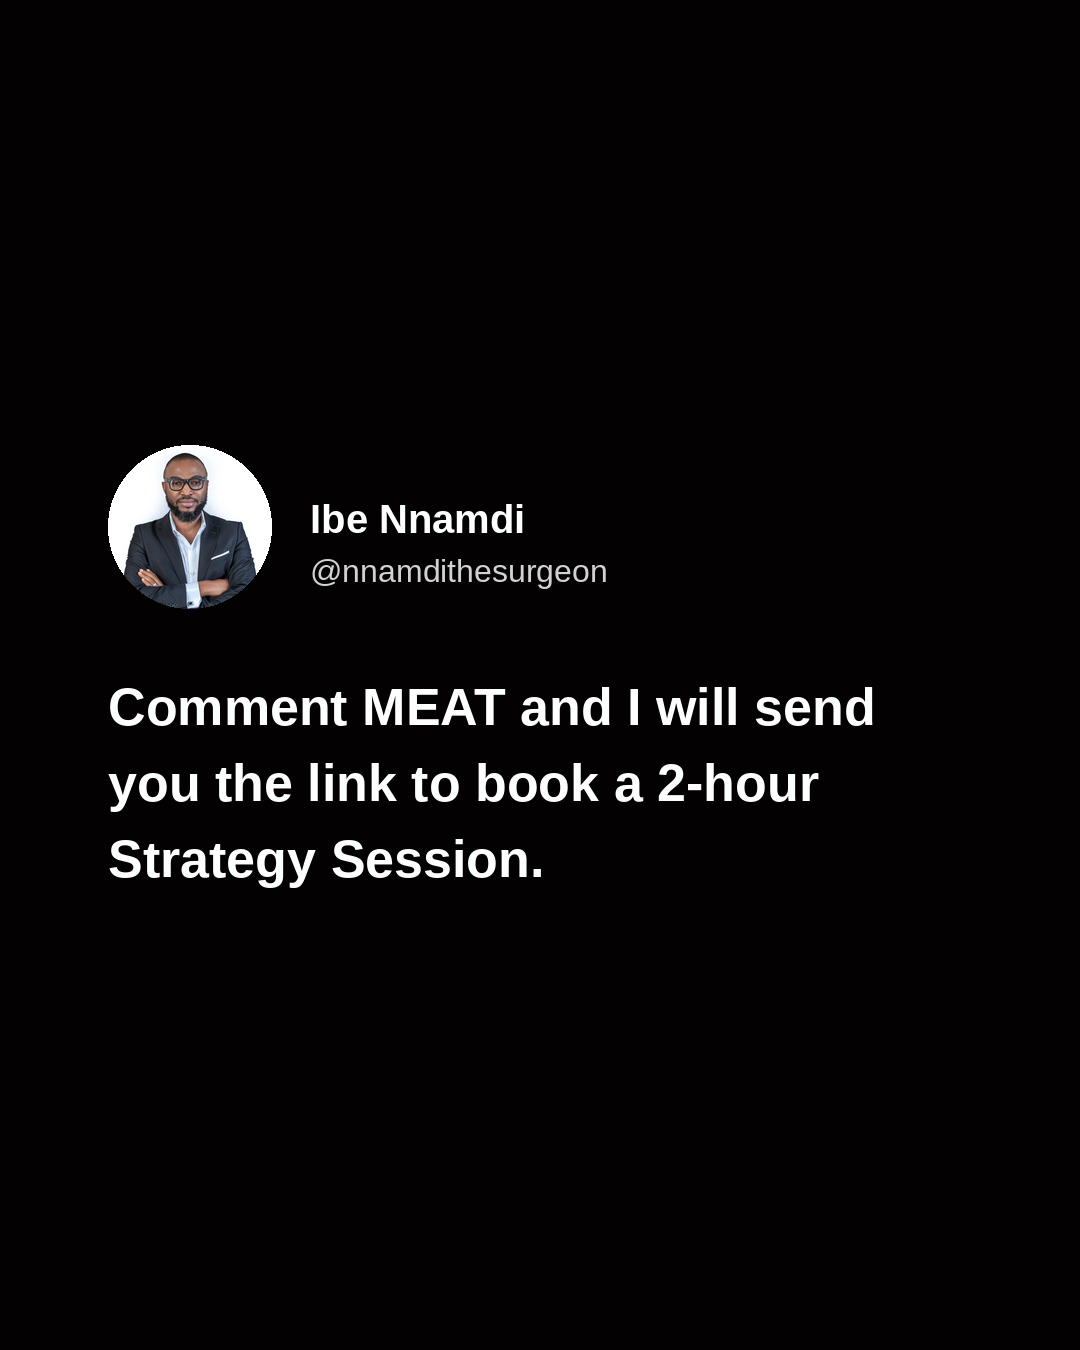 Ibe Nnamdi
@nnamdithesurgeon
Comment MEAT and I will send
you the link to book a 2-hour
Strategy Session.